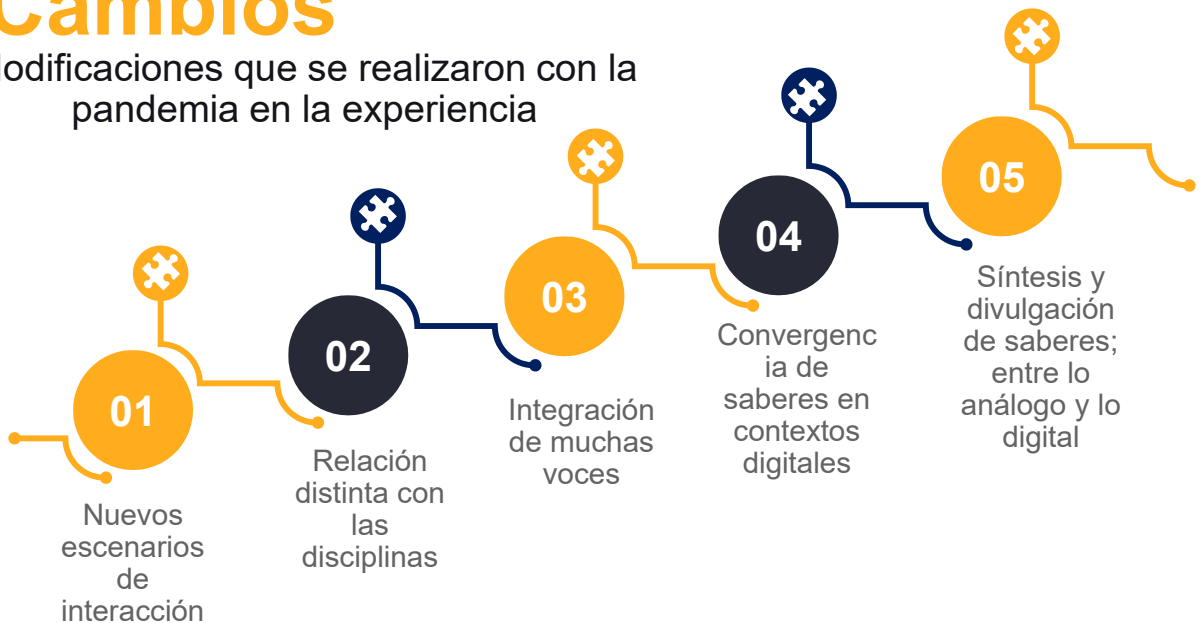 Cambios
Modificaciones que se realizaron con la
pandemia en la experiencia
01
Nuevos
escenarios
de
interacción
02
Relación
distinta con
las
disciplinas
03
Integración
de muchas
voces
04
Convergenc
ia de
saberes en
contextos
digitales
05
Síntesis y
divulgación
de saberes;
entre lo
análogo y lo
digital